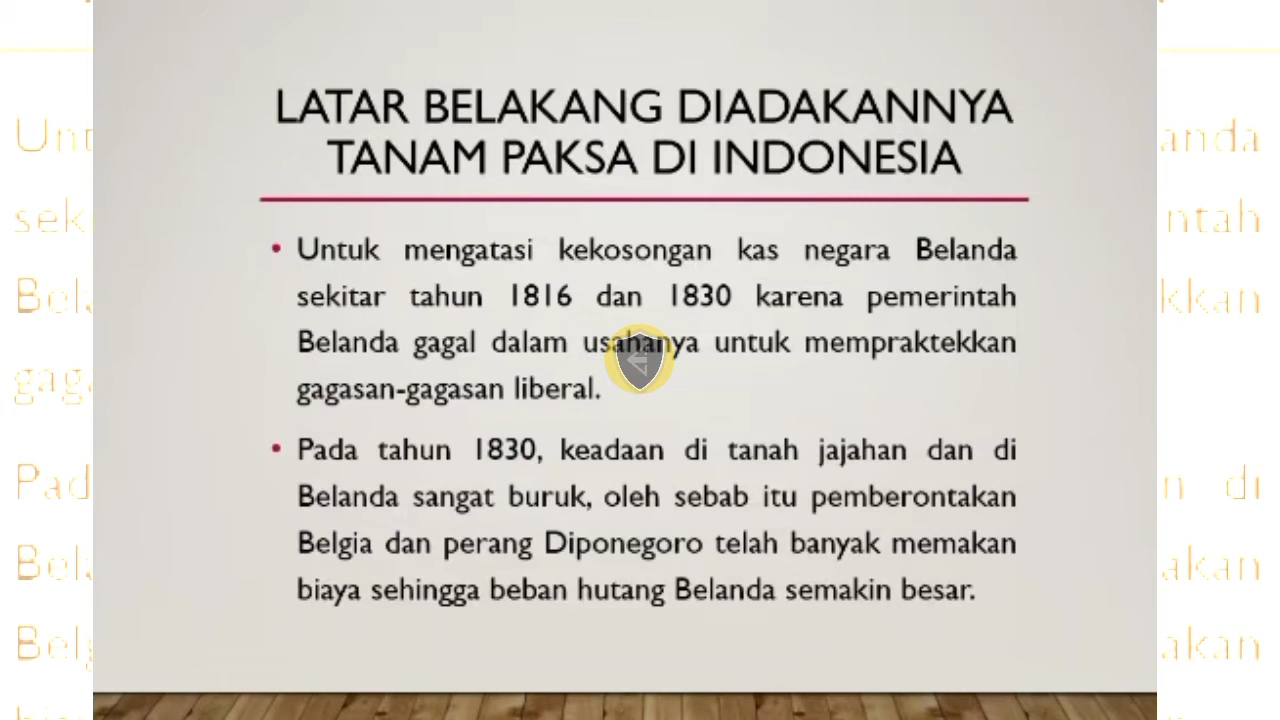 LATAR BELAKANG DIADAKANNYA
TANAM PAKSA DI INDONESIA
• Untuk mengatasi kekosongan kas negara Belanda
sekitar tahun 1816 dan 1830 karena pemerintah
Belanda gagal dalam usahanya untuk mempraktekkan
gagasan-gagasan liberal.
• Pada tahun 1830, keadaan di tanah jajahan dan di
Belanda sangat buruk, oleh sebab itu pemberontakan
Belgia dan perang Diponegoro telah banyak memakan
biaya sehingga beban hutang Belanda semakin besar.